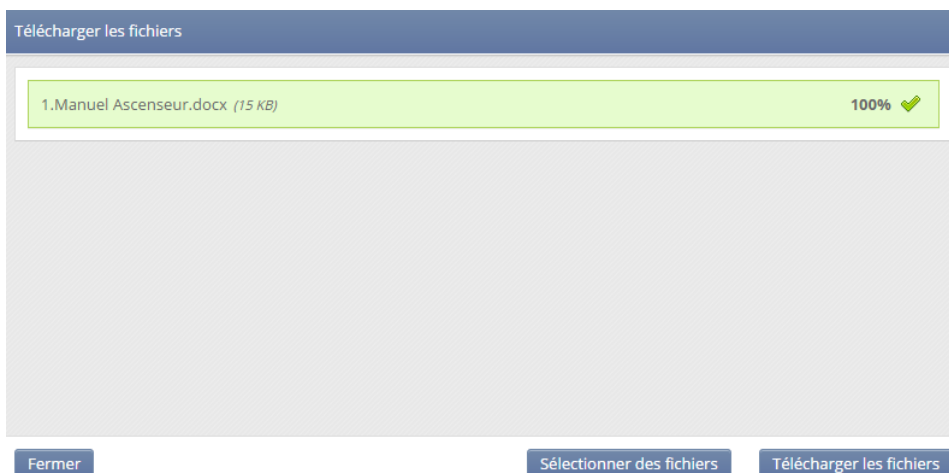 Télécharger les fichiers
1.Manuel Ascenseur.docx (15 KB) 100%
Fermer Sélectionner des fichiers Télécharger les fichiers